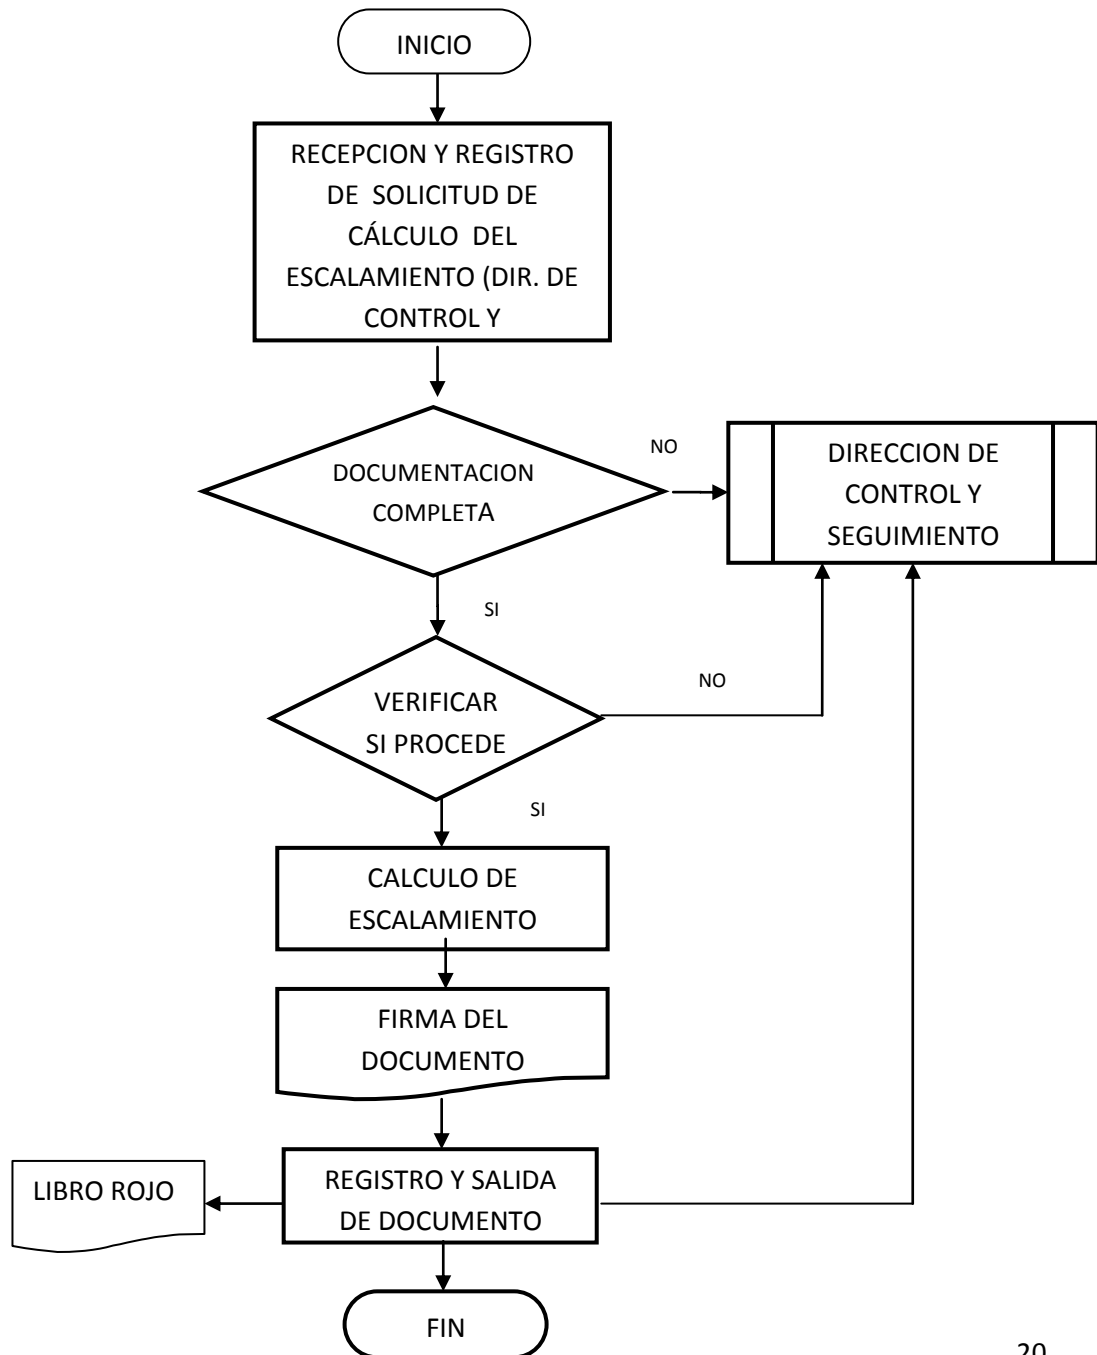 INICIO
RECEPCION Y REGISTRO
DE SOLICITUD DE
CÁLCULO DEL
ESCALAMIENTO (DIR. DE
CONTROL Y
DOCUMENTACION
COMPLETA
NO
DIRECCION DE
CONTROL Y
SEGUIMIENTO
SI
VERIFICAR
SI PROCEDE
NO
SI
CALCULO DE
ESCALAMIENTO
FIRMA DEL
DOCUMENTO
LIBRO ROJO
REGISTRO Y SALIDA
DE DOCUMENTO
FIN
20